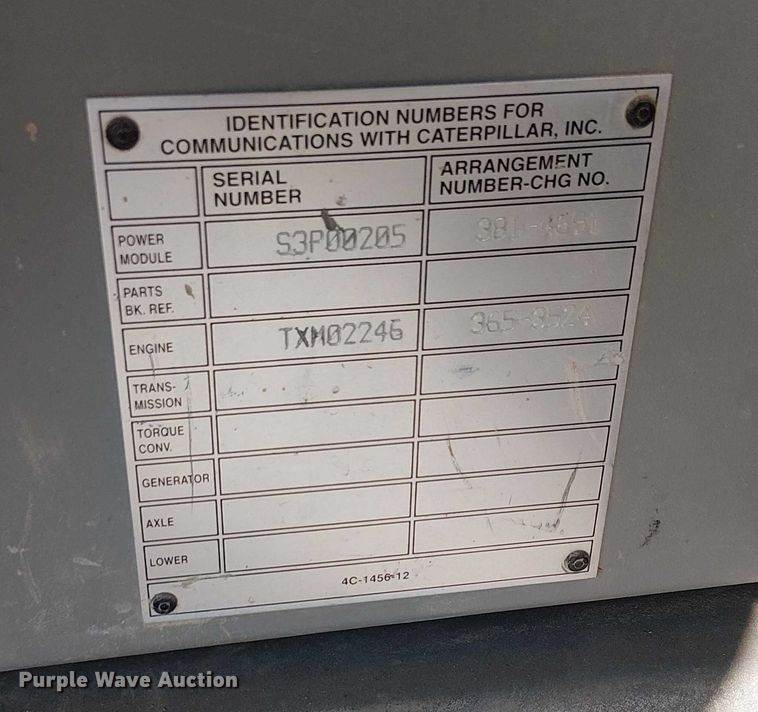 IDENTIFICATION NUMBERS FOR
COMMUNICATIONS WITH CATERPILLAR, INC.
SERIAL
NUMBER
ARRANGEMENT
NUMBER-CHG NO.
POWER
MODULE
S3P00205
PARTS
BK. REF.
ENGINE
TXM02246
365-8524
TRANS-
MISSION
TORQUE
CONV.
GENERATOR
AXLE
LOWER
4C-1456-12
Purple Wave Auction